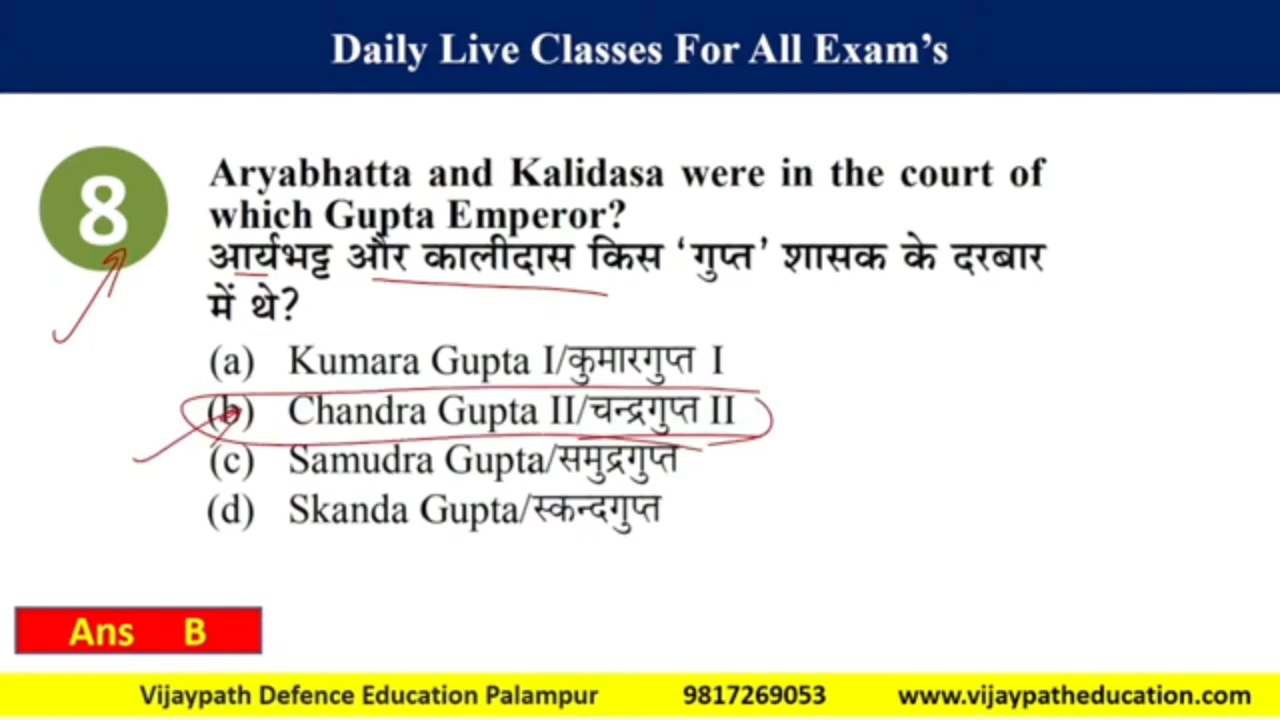 Daily Live Classes For All Exam’s
8
Aryabhatta and Kalidasa were in the court of
which Gupta Emperor?
आर्यभट्ट और कालीदास किस ‘गुप्त’ शासक के दरबार
में थे?
(a) Kumara Gupta I/कुमारगुप्त I
(b) Chandra Gupta II/चन्द्रगुप्त II
(c) Samudra Gupta/समुद्रगुप्त
(d) Skanda Gupta/स्कन्दगुप्त
Ans B
Vijaypath Defence Education Palampur 9817269053 www.vijaypatheducation.com